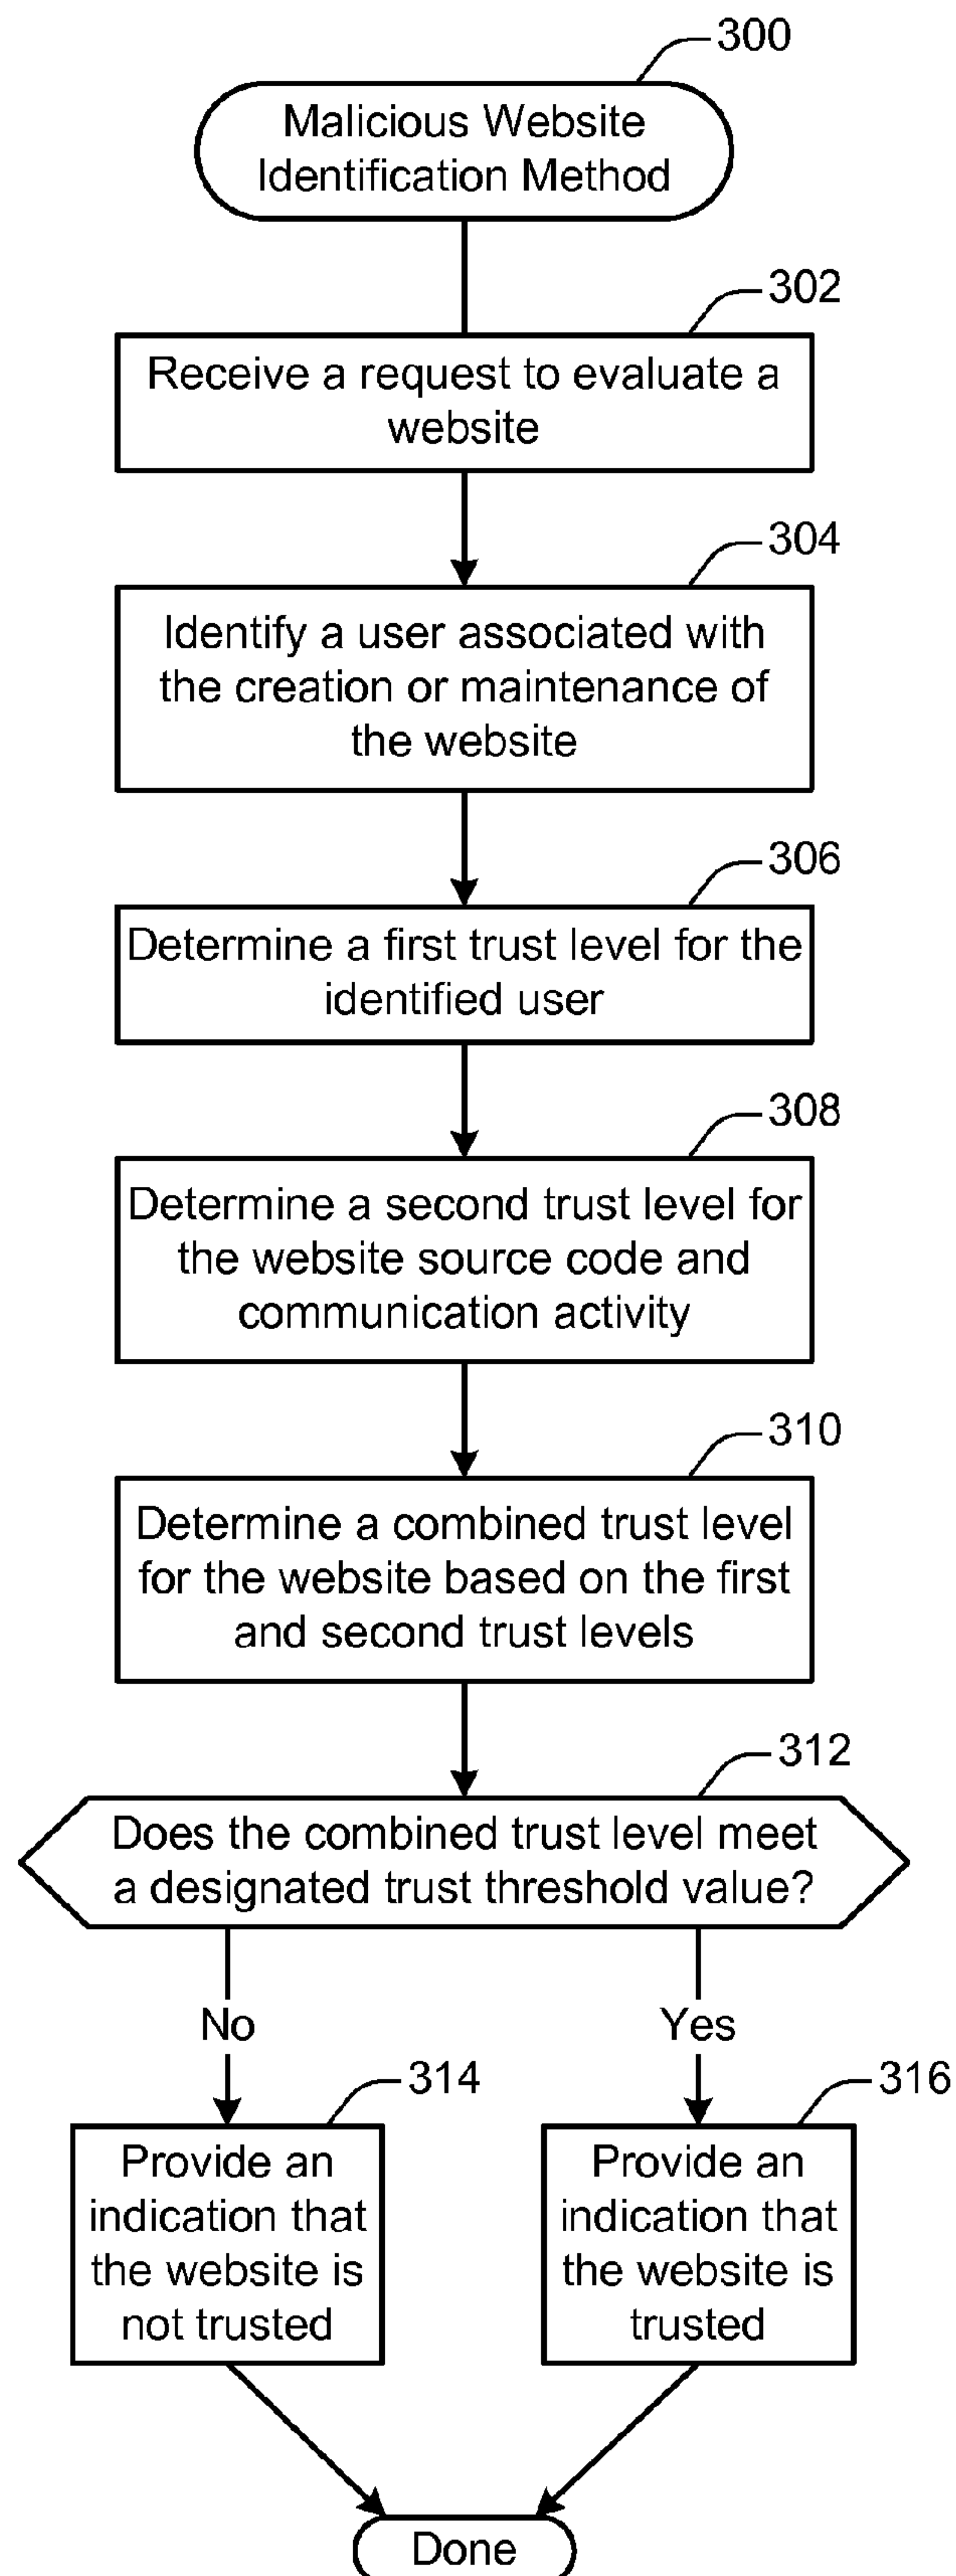 300
Malicious Website
Identification Method
302
Receive a request to evaluate a
website
304
Identify a user associated with
the creation or maintenance of
the website
306
Determine a first trust level for the
identified user
308
Determine a second trust level for
the website source code and
communication activity
310
Determine a combined trust level
for the website based on the first
and second trust levels
312
Does the combined trust level meet
a designated trust threshold value?
No
Yes
314
Provide an
indication that
the website is
not trusted
316
Provide an
indication that
the website is
trusted
Done